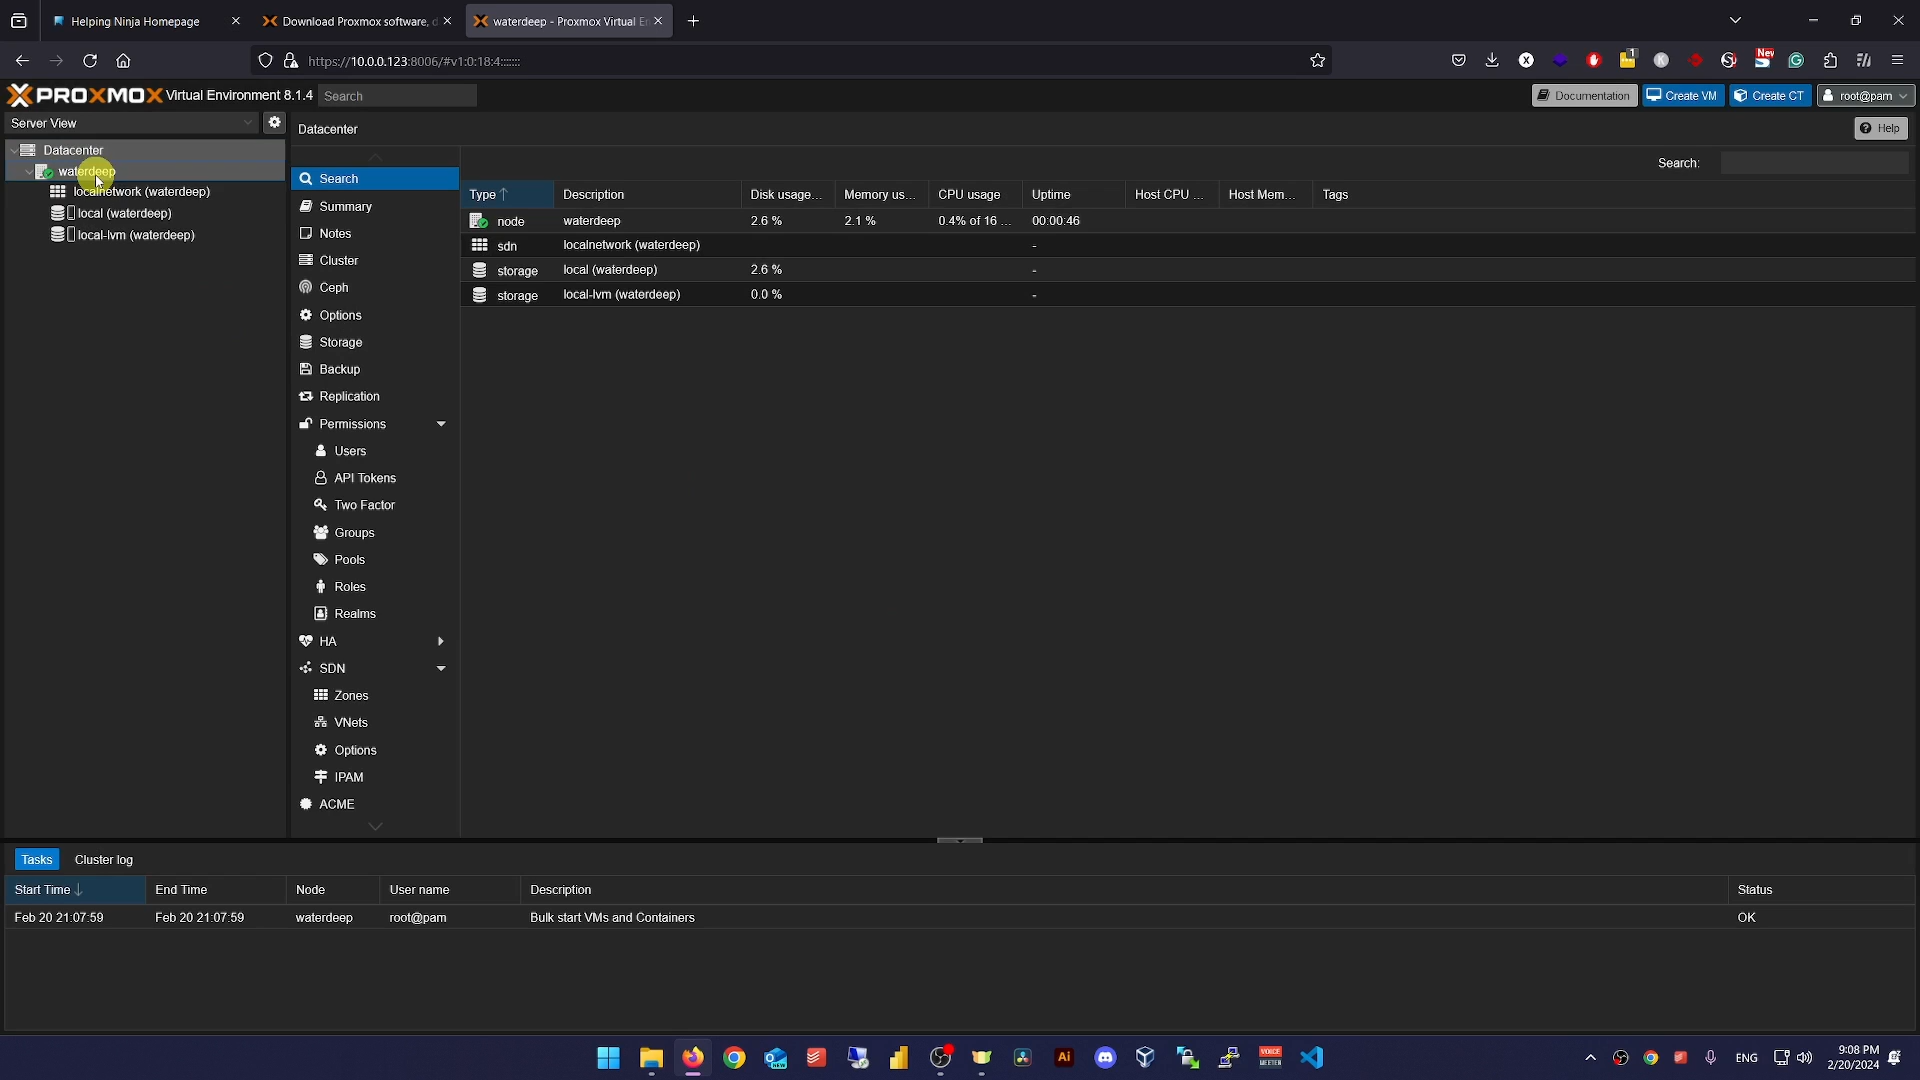 Helping Ninja Homepage
Download Proxmox software, d
waterdeep - Proxmox Virtual En
https://10.0.0.123:8006/#v1:0:18:4:::::::
1
New
PROXMOX Virtual Environment 8.1.4
Search
Documentation
Create VM
Create CT
root@pam
Server View
Datacenter
Help
Datacenter
waterdeep
localnetwork (waterdeep)
local (waterdeep)
local-lvm (waterdeep)
Search
Summary
Notes
Cluster
Ceph
Options
Storage
Backup
Replication
Permissions
Users
API Tokens
Two Factor
Groups
Pools
Roles
Realms
HA
SDN
Zones
VNets
Options
IPAM
ACME
Search:
Type Description Disk usage... Memory us... CPU usage Uptime Host CPU ... Host Mem... Tags
node waterdeep 2.6 % 2.1 % 0.4% of 16 ... 00:00:46
sdn localnetwork (waterdeep) -
storage local (waterdeep) 2.6 % -
storage local-lvm (waterdeep) 0.0 % -
Tasks Cluster log
Start Time End Time Node User name Description Status
Feb 20 21:07:59 Feb 20 21:07:59 waterdeep root@pam Bulk start VMs and Containers OK
NEW
Ai
VOICE
MEETER
ENG
9:08 PM
2/20/2024